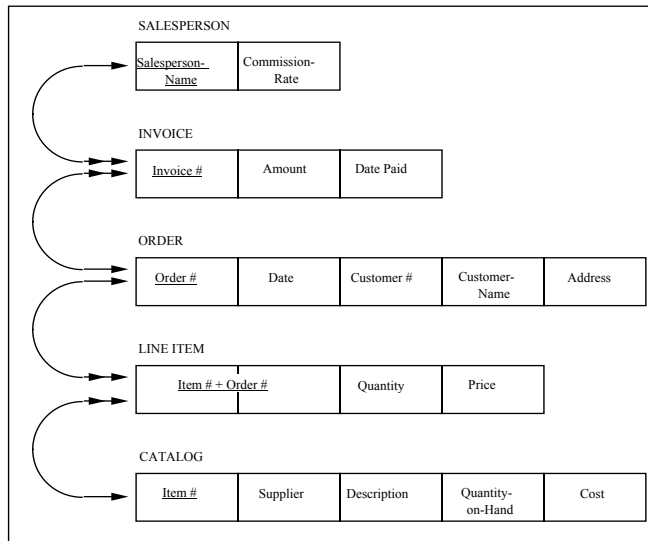 SALESPERSON
Salesperson-
Name
Commission-
Rate
INVOICE
Invoice #
Amount
Date Paid
ORDER
Order #
Date
Customer #
Customer-
Name
Address
LINE ITEM
Item # + Order #
Quantity
Price
CATALOG
Item #
Supplier
Description
Quantity-
on-Hand
Cost